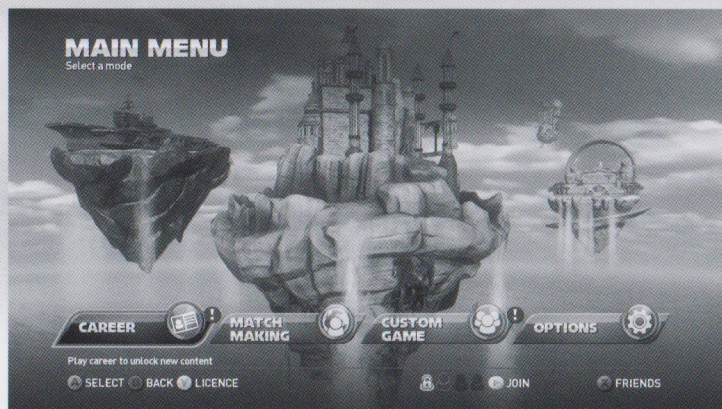 MAIN MENU
Select a mode
CAREER !
MATCH MAKING
CUSTOM GAME !
OPTIONS
Play career to unlock new content
A SELECT BACK Y LICENCE
JOIN
X FRIENDS